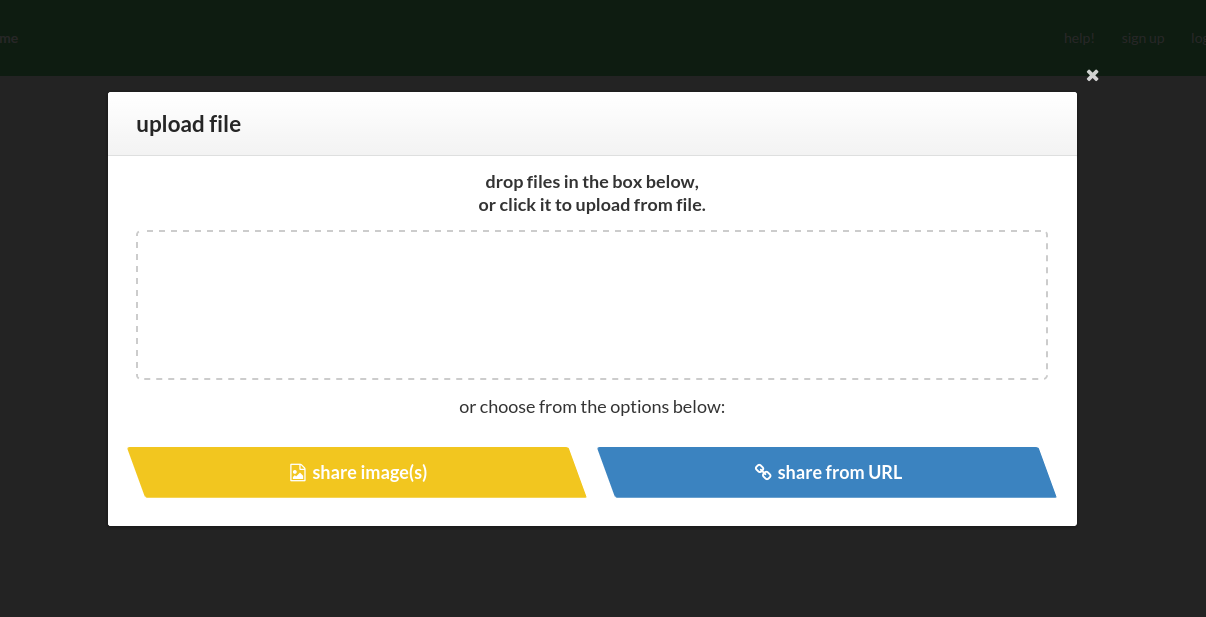 me help! sign up
upload file
drop files in the box below,
or click it to upload from file.
or choose from the options below:
share image(s) share from URL